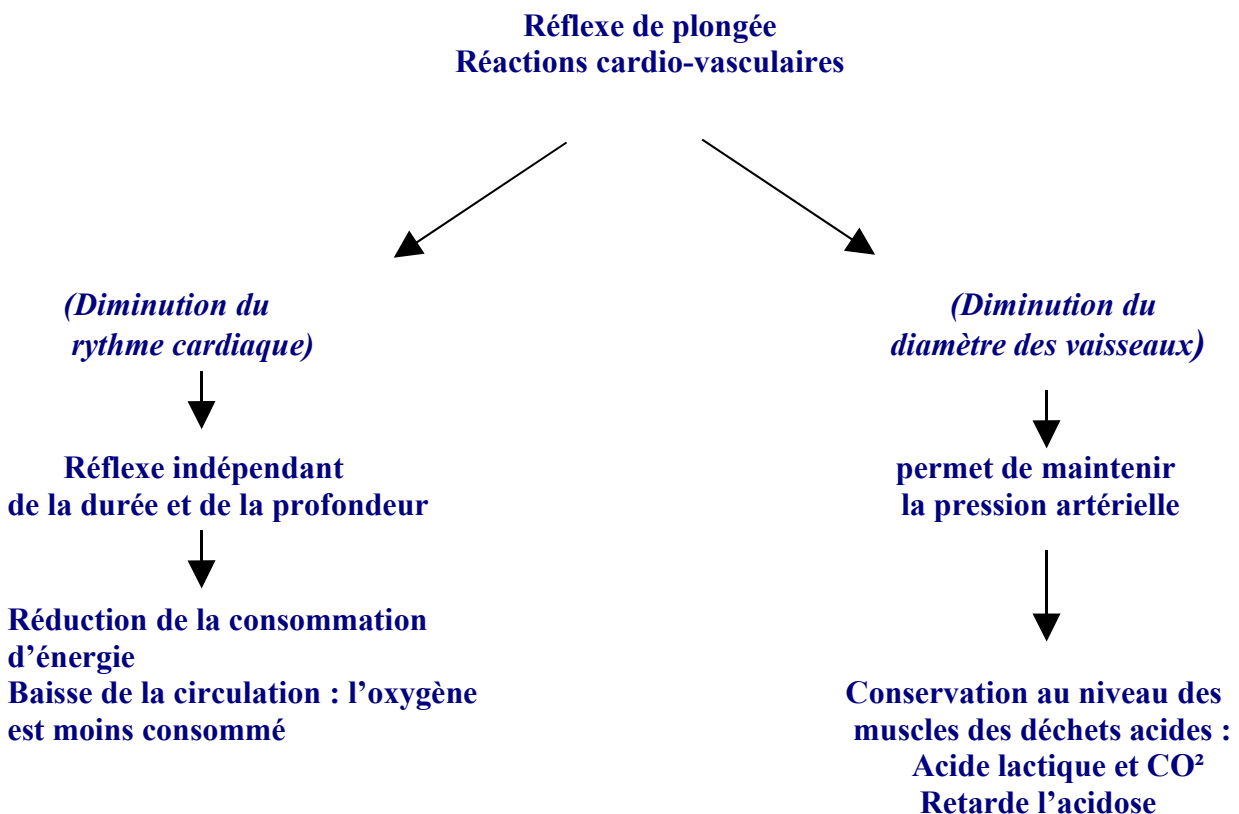 Réflexe de plongée
Réactions cardio-vasculaires
(Diminution du
rythme cardiaque)
Réflexe indépendant
de la durée et de la profondeur
Réduction de la consommation
d’énergie
Baisse de la circulation : l’oxygène
est moins consommé
(Diminution du
diamètre des vaisseaux)
permet de maintenir
la pression artérielle
Conservation au niveau des
muscles des déchets acides :
Acide lactique et CO²
Retarde l’acidose